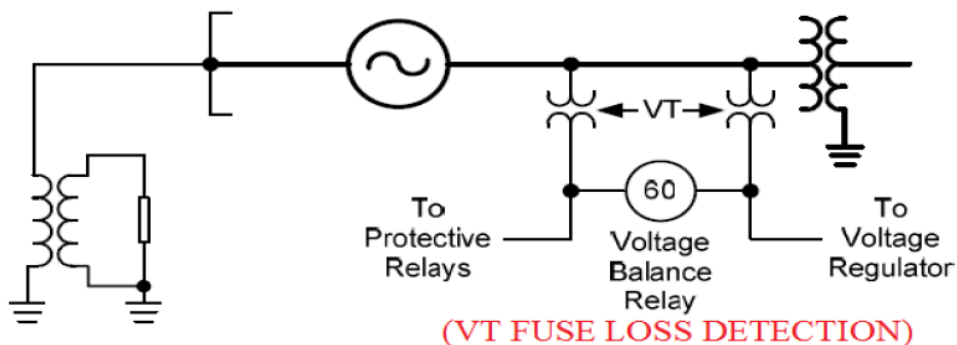 VT
60
To
Protective
Relays
Voltage
Balance
Relay
To
Voltage
Regulator
(VT FUSE LOSS DETECTION)